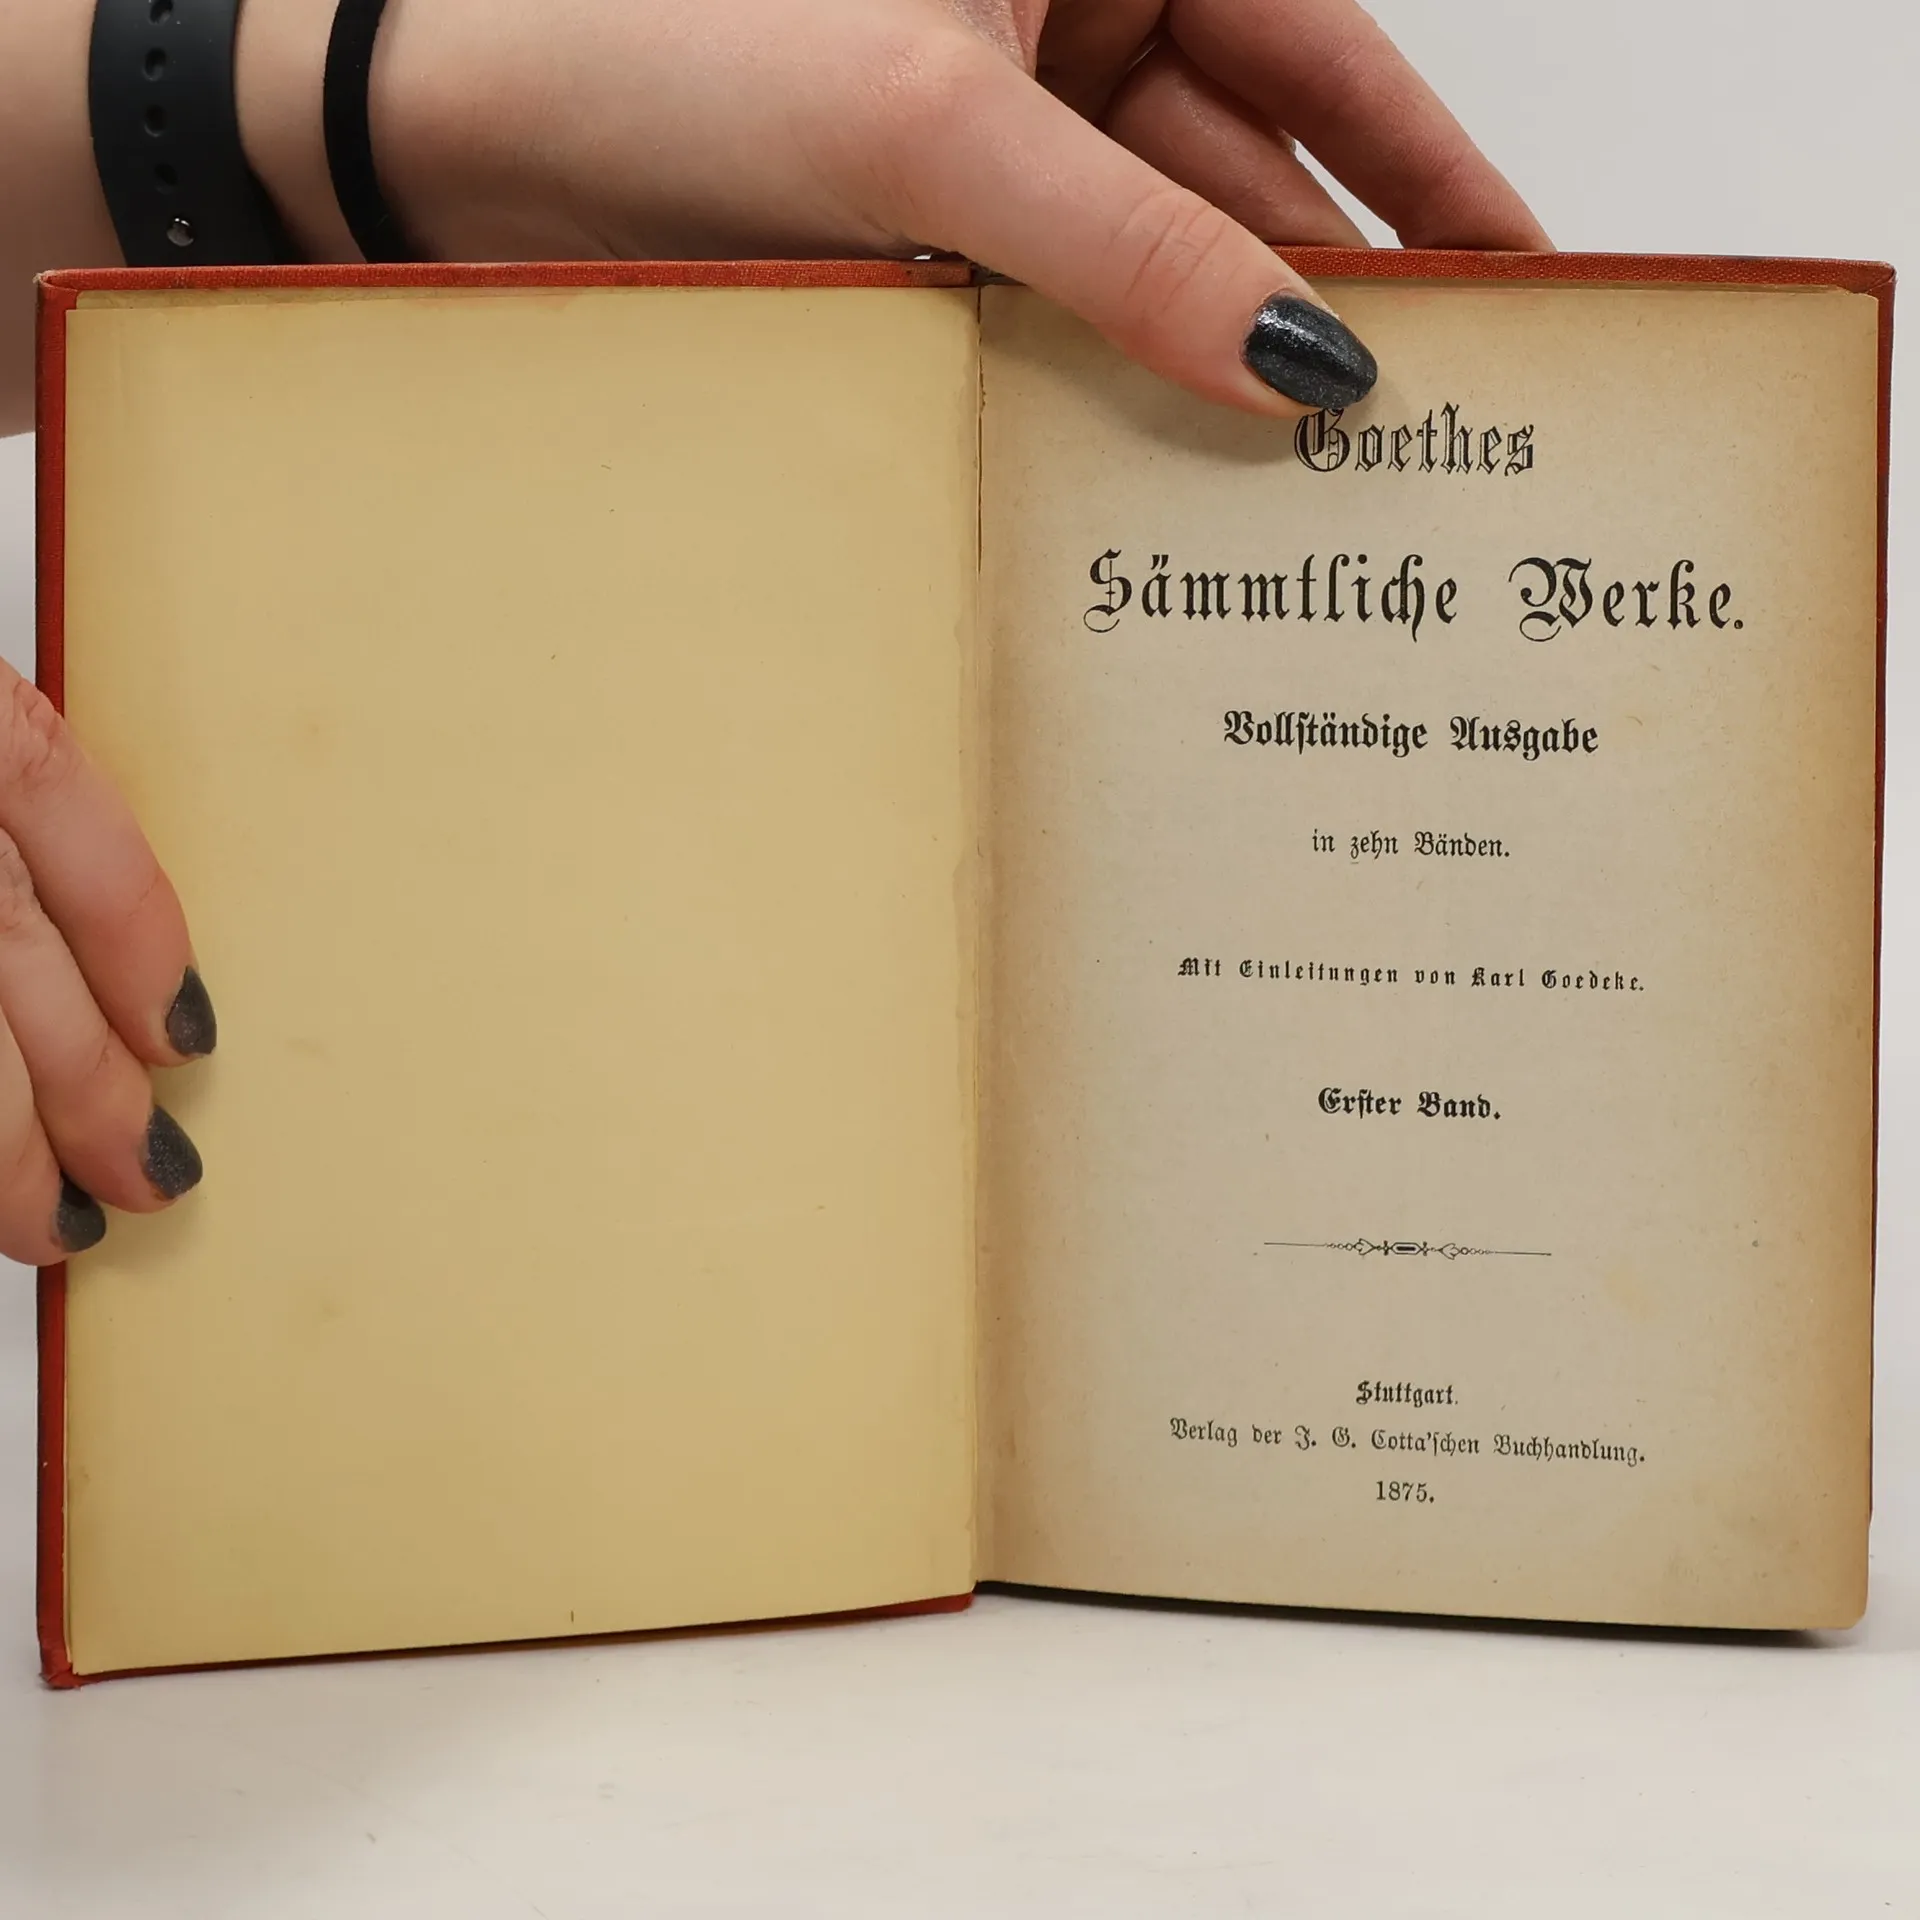 Goethes
Sämmtliche Werke.
Vollständige Ausgabe
in zehn Bänden.
Mit Einleitungen von Karl Goedeke.
Erster Band.
Stuttgart.
Verlag der J. G. Cotta'schen Buchhandlung.
1875.